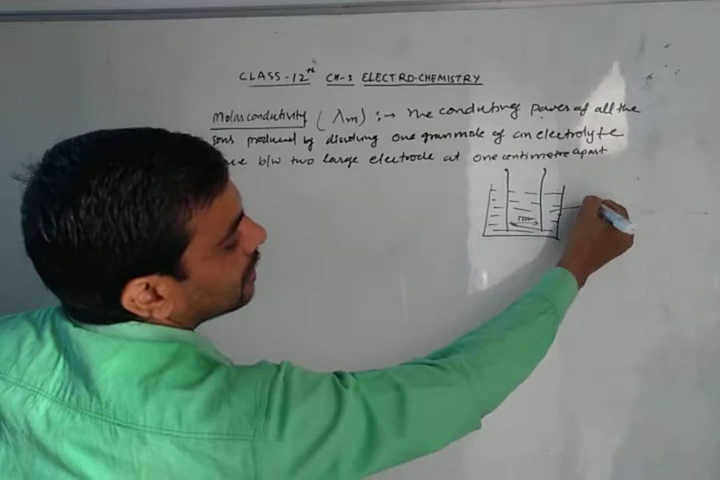 CLASS-12th CH-3 ELECTRO-CHEMISTRY
Molar conductivity (λm) :→ The conducting power of all the
ions produced by dissolving one gram mole of an electrolyte
b/w two large electrode at one centimetre apart
1cm